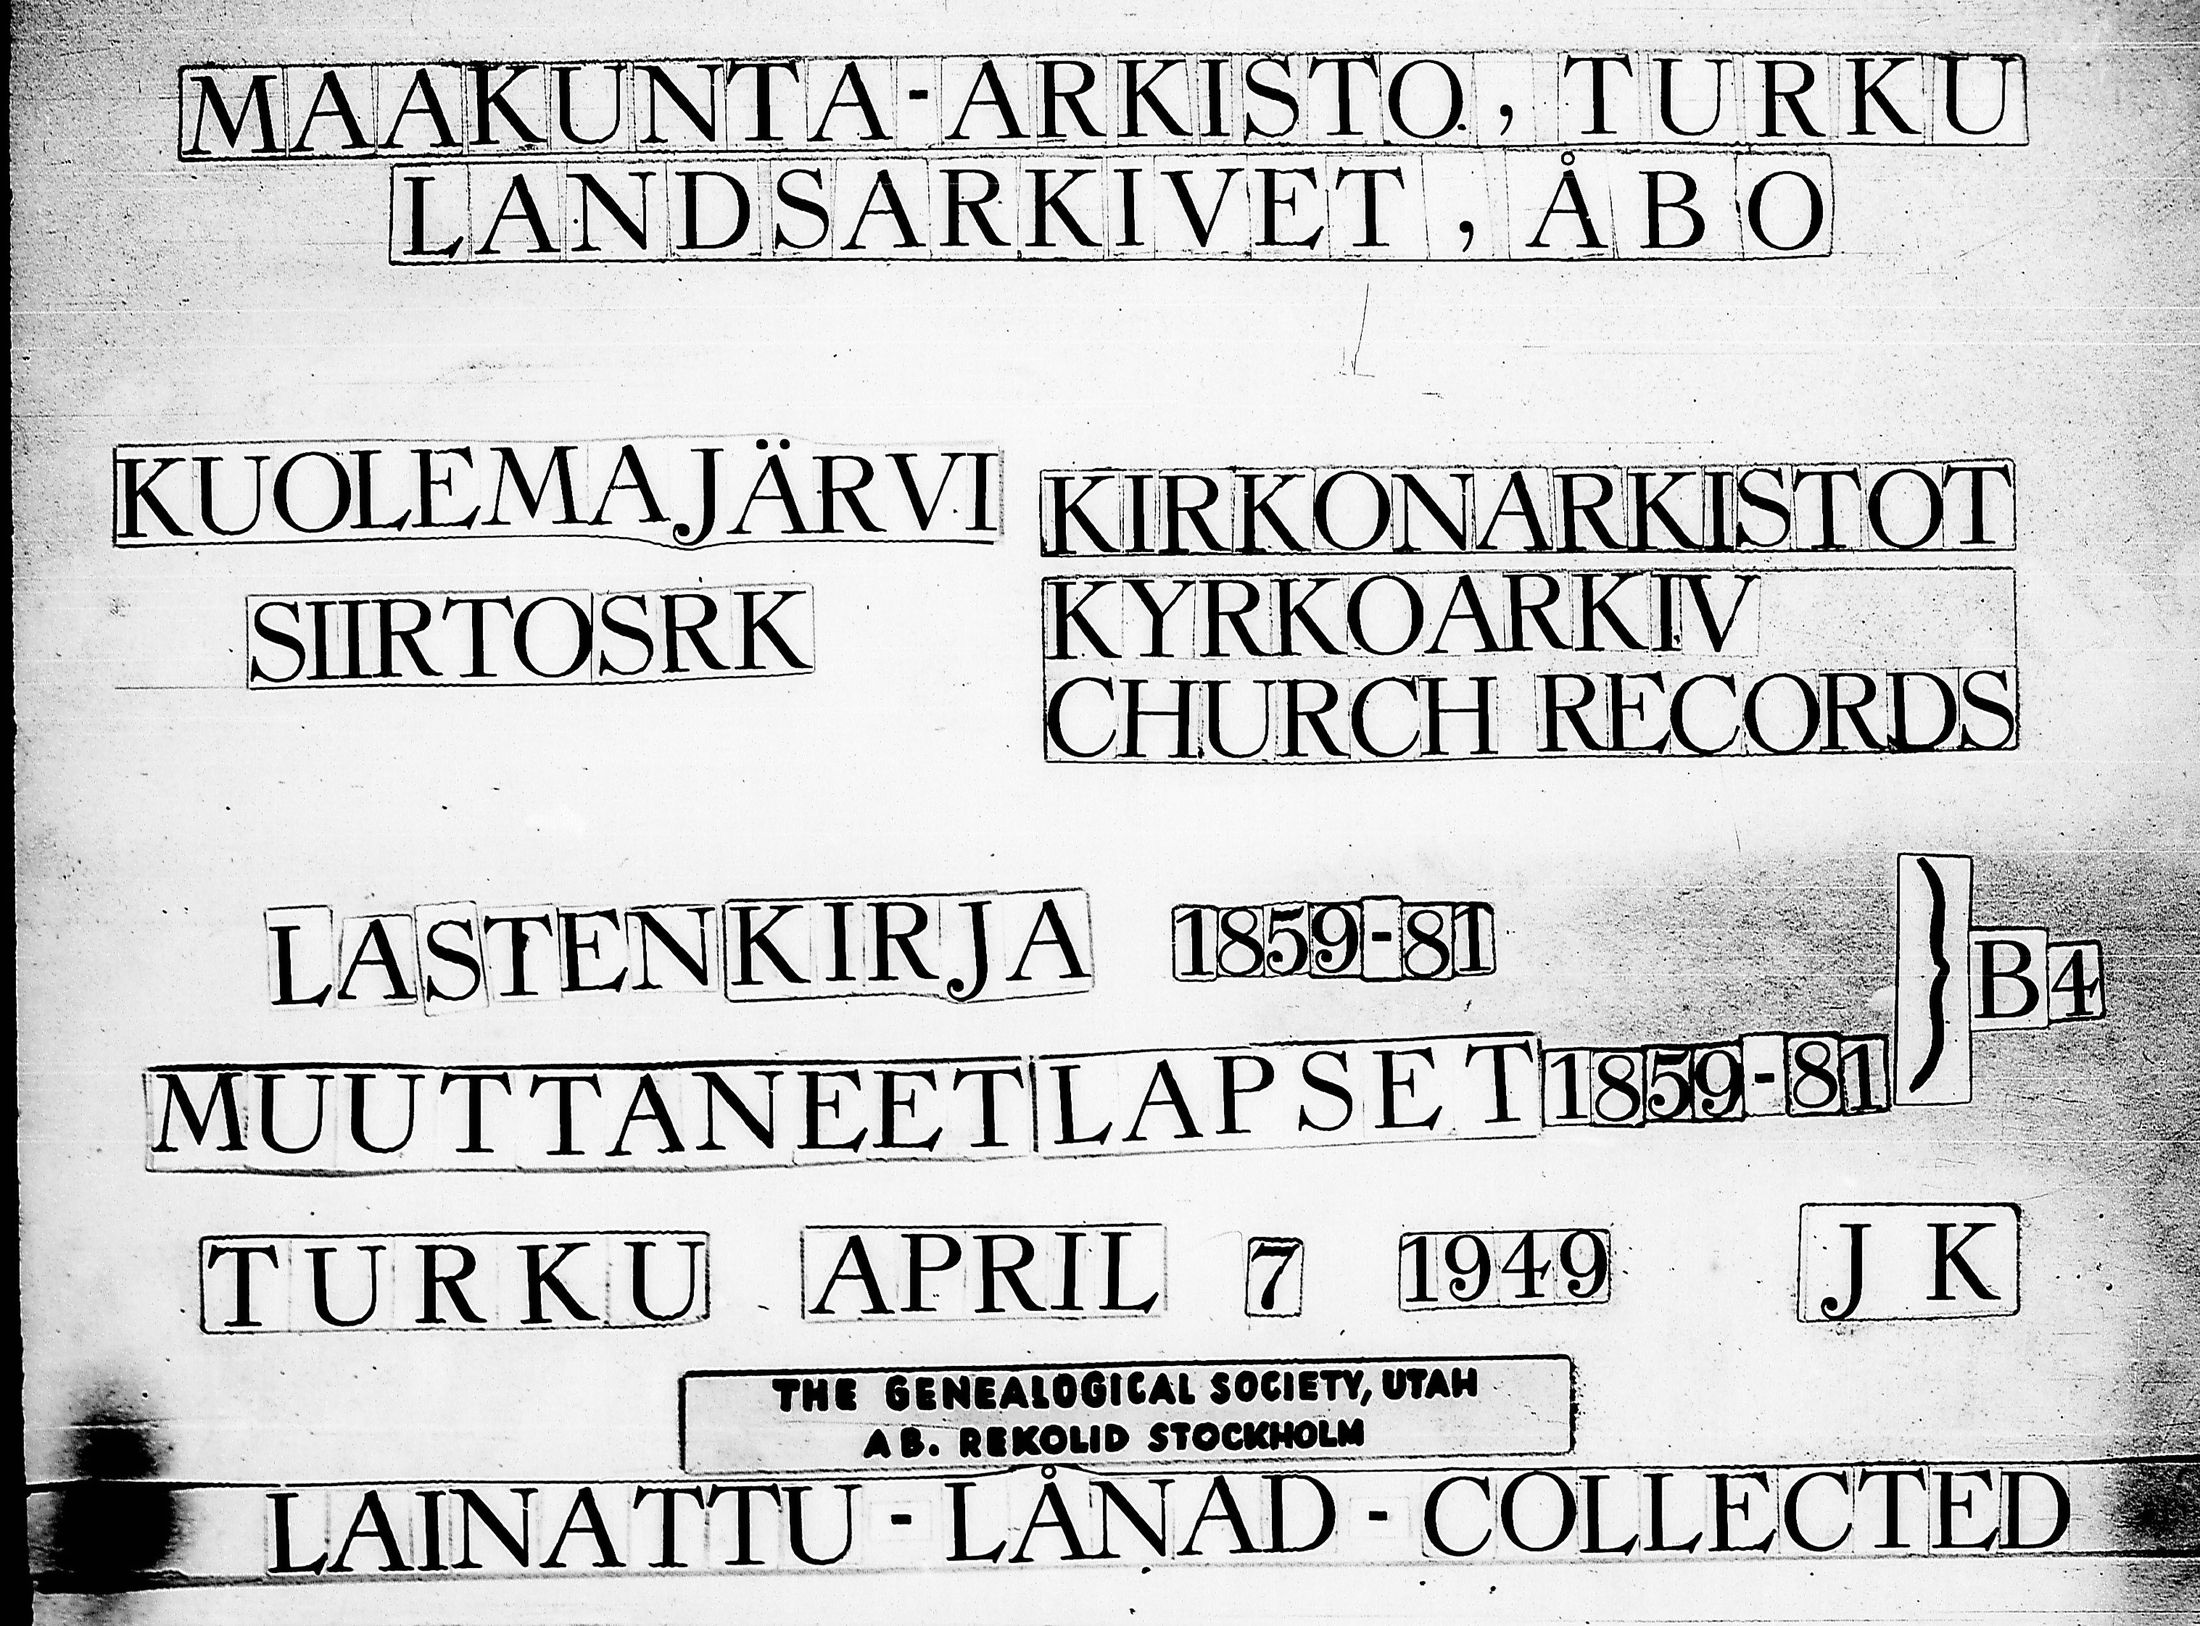 MAAKUNTA-ARKISTO, TURKU
LANDSARKIVET, ÅBO
KUOLEMAJÄRVI
SIIRTOSRK
KIRKONARKISTOT
KYRKOARKIV
CHURCH RECORDS
LASTENKIRJA 1859-81
MUUTTANEET LAPSET 1859-81
} B4
TURKU APRIL 7 1949 J K
THE GENEALOGICAL SOCIETY, UTAH
AB. REKOLID STOCKHOLM
LAINATTU - LÅNAD - COLLECTED